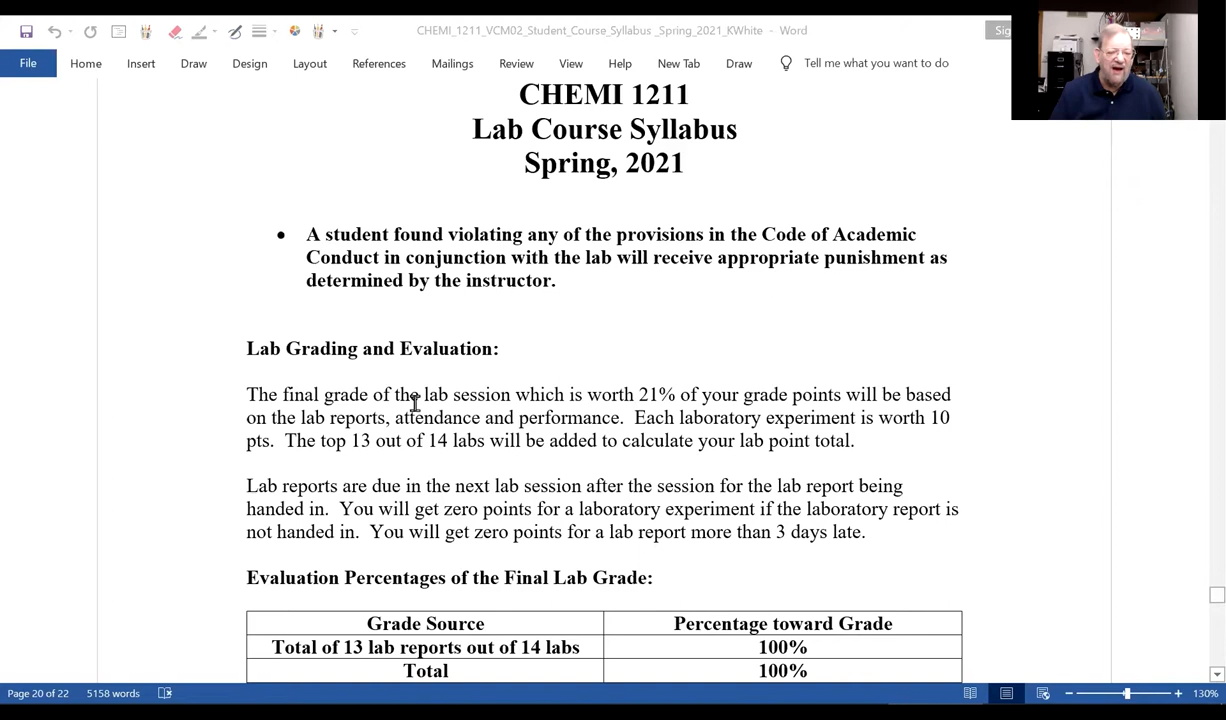 CHEMI_1211_VCM02_Student_Course_Syllabus _Spring_2021_KWhite - Word
Sig
File Home Insert Draw Design Layout References Mailings Review View Help New Tab Draw Tell me what you want to do
CHEMI 1211
Lab Course Syllabus
Spring, 2021
• A student found violating any of the provisions in the Code of Academic
Conduct in conjunction with the lab will receive appropriate punishment as
determined by the instructor.
Lab Grading and Evaluation:
The final grade of the lab session which is worth 21% of your grade points will be based
on the lab reports, attendance and performance. Each laboratory experiment is worth 10
pts. The top 13 out of 14 labs will be added to calculate your lab point total.
Lab reports are due in the next lab session after the session for the lab report being
handed in. You will get zero points for a laboratory experiment if the laboratory report is
not handed in. You will get zero points for a lab report more than 3 days late.
Evaluation Percentages of the Final Lab Grade:
Grade Source Percentage toward Grade
Total of 13 lab reports out of 14 labs 100%
Total 100%
Page 20 of 22 5158 words 130%